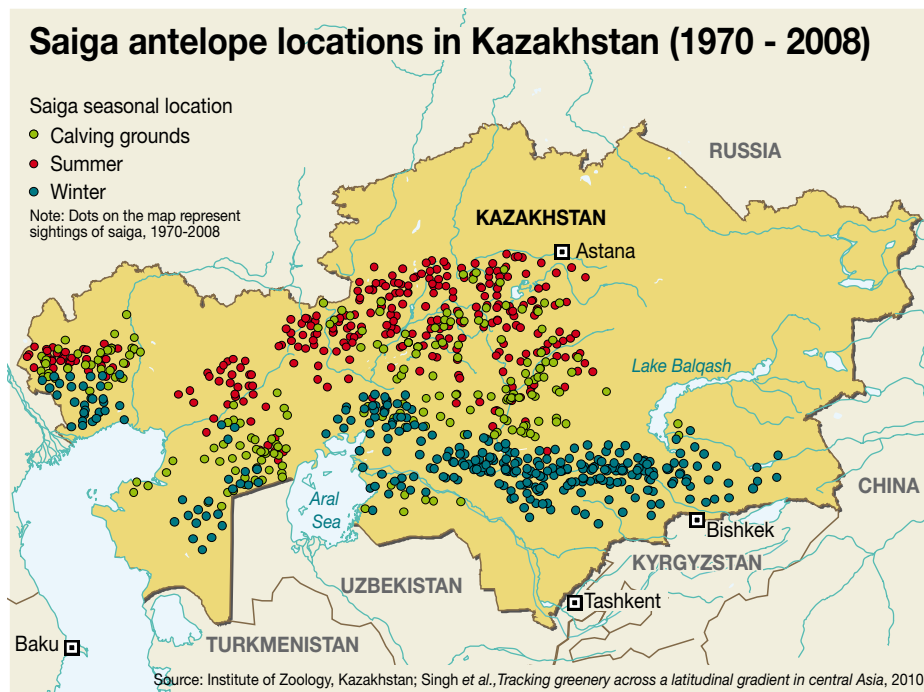 Saiga antelope locations in Kazakhstan (1970 - 2008)
Saiga seasonal location
Calving grounds
Summer
Winter
Note: Dots on the map represent
sightings of saiga, 1970-2008
RUSSIA
KAZAKHSTAN
Astana
Lake Balqash
CHINA
Aral
Sea
Bishkek
KYRGYZSTAN
UZBEKISTAN
Tashkent
Baku
TURKMENISTAN
Source: Institute of Zoology, Kazakhstan; Singh et al., Tracking greenery across a latitudinal gradient in central Asia, 2010